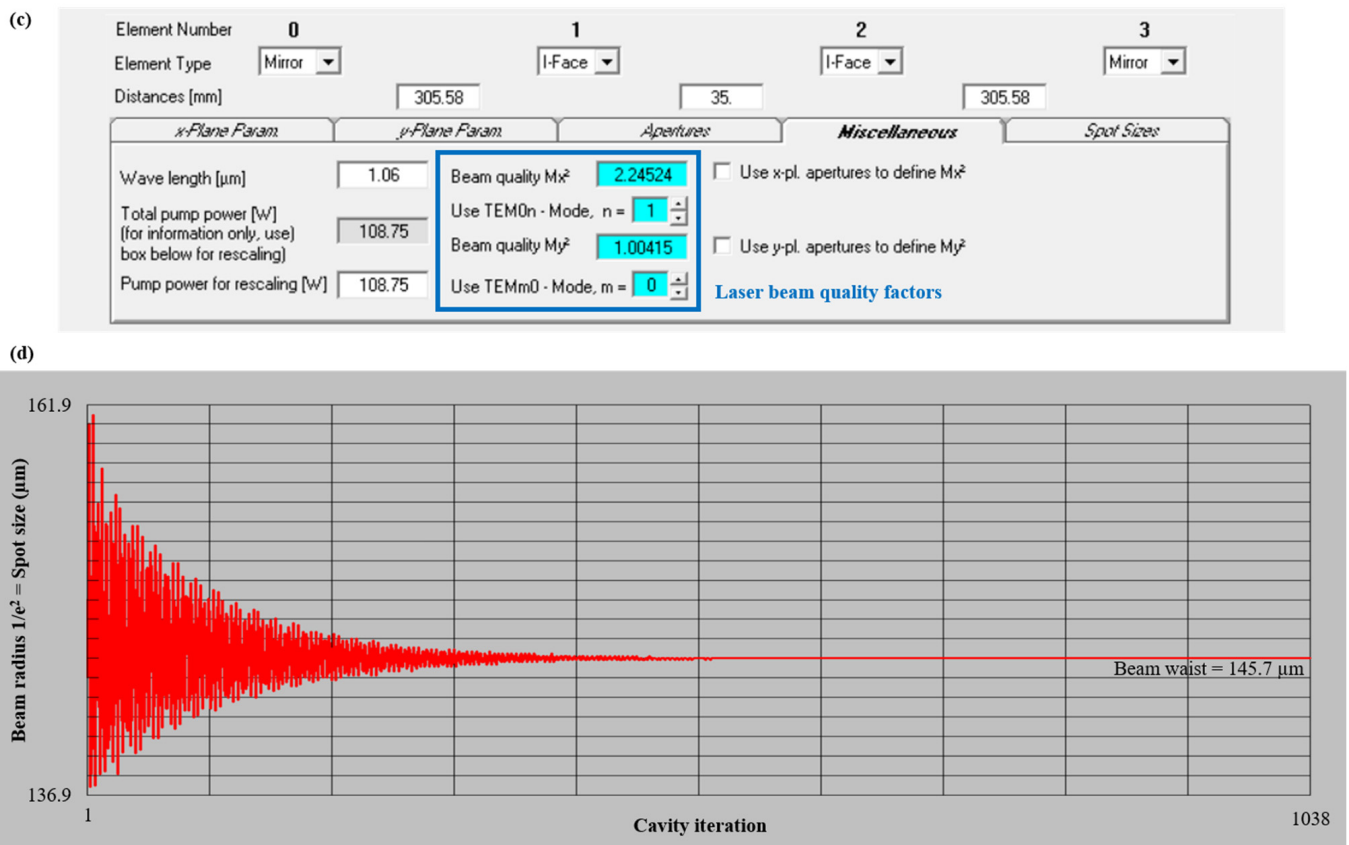 (c)
Element Number 0 1 2 3
Element Type Mirror I-Face I-Face Mirror
Distances [mm] 305.58 35. 305.58
x-Plane Param. y-Plane Param. Apertures Miscellaneous Spot Sizes
Wave length [µm] 1.06 Beam quality Mx² 2.24524 Use x-pl. apertures to define Mx²
Total pump power [W]
(for information only, use)
box below for rescaling) 108.75
Use TEM0n - Mode, n = 1
Beam quality My² 1.00415 Use y-pl. apertures to define My²
Pump power for rescaling [W] 108.75 Use TEMm0 - Mode, m = 0
Laser beam quality factors
(d)
161.9
Beam radius 1/e² = Spot size (µm)
Beam waist = 145.7 µm
136.9
1 1038
Cavity iteration